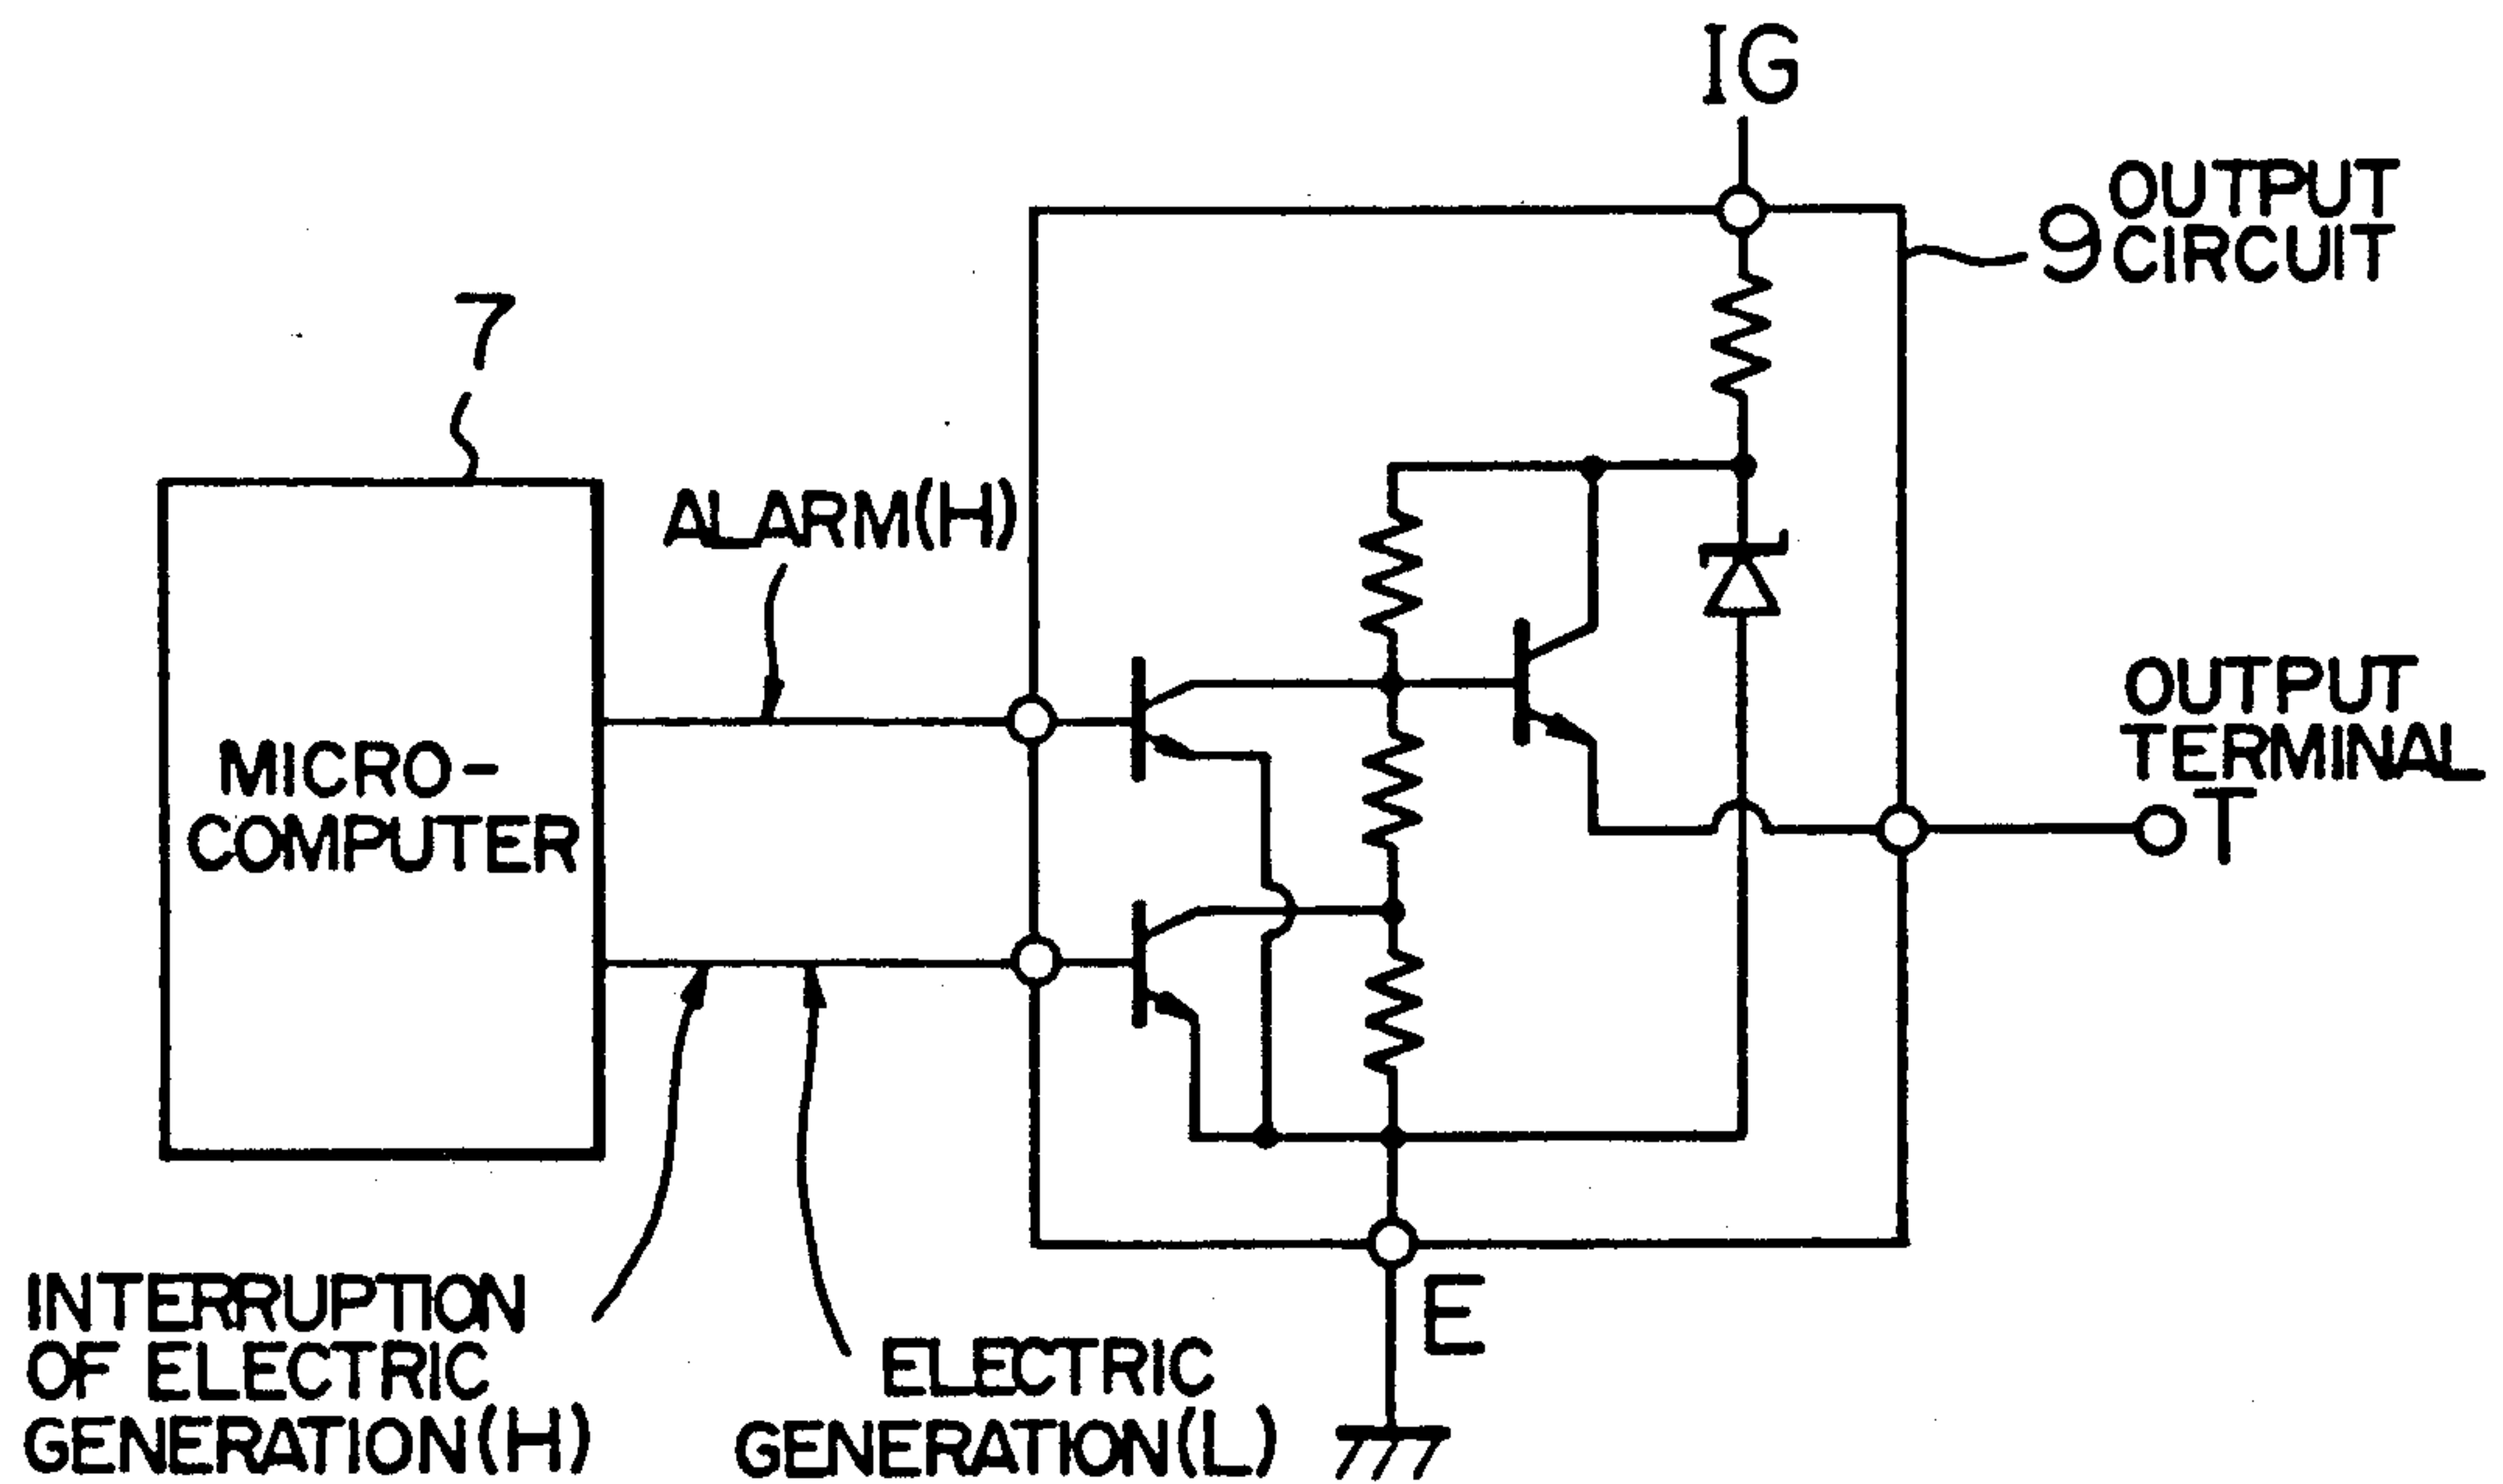 IG
9 OUTPUT
CIRCUIT
7
ALARM(H)
MICRO-
COMPUTER
OUTPUT
TERMINAL
T
INTERRUPTION
OF ELECTRIC
GENERATION(H)
ELECTRIC
GENERATION(L)
E